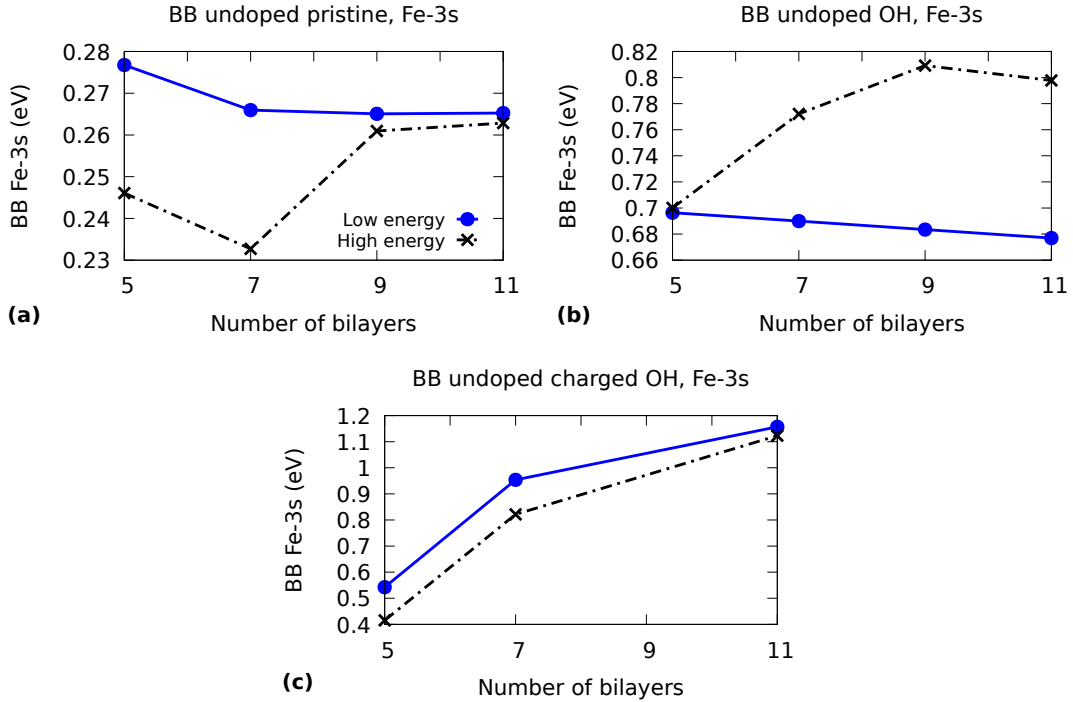 BB undoped pristine, Fe-3s
BB Fe-3s (eV)
0.28
0.27
0.26
0.25
0.24
0.23
Low energy
High energy
5 7 9 11
(a)
Number of bilayers
BB undoped OH, Fe-3s
BB Fe-3s (eV)
0.82
0.8
0.78
0.76
0.74
0.72
0.7
0.68
0.66
5 7 9 11
(b)
Number of bilayers
BB undoped charged OH, Fe-3s
BB Fe-3s (eV)
1.2
1.1
1
0.9
0.8
0.7
0.6
0.5
0.4
5 7 9 11
(c)
Number of bilayers